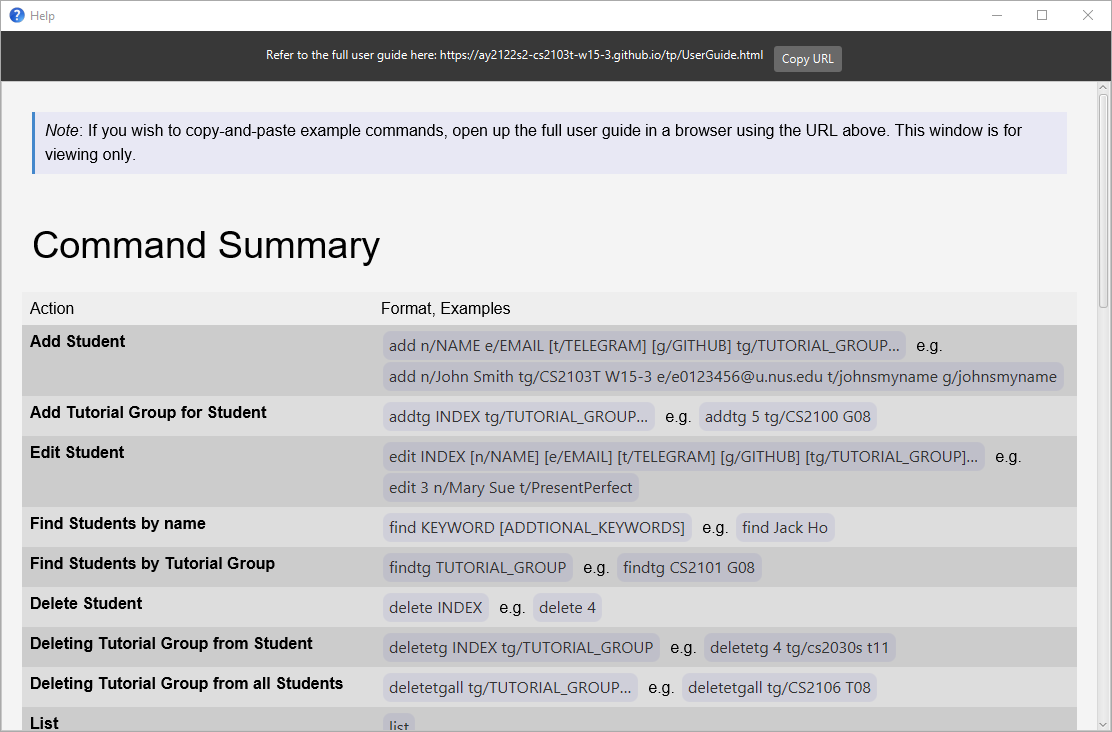 Help
Refer to the full user guide here: https://ay2122s2-cs2103t-w15-3.github.io/tp/UserGuide.html Copy URL
Note: If you wish to copy-and-paste example commands, open up the full user guide in a browser using the URL above. This window is for
viewing only.
Command Summary
Action Format, Examples
Add Student add n/NAME e/EMAIL [t/TELEGRAM] [g/GITHUB] tg/TUTORIAL_GROUP... e.g.
add n/John Smith tg/CS2103T W15-3 e/e0123456@u.nus.edu t/johnsmyname g/johnsmyname
Add Tutorial Group for Student addtg INDEX tg/TUTORIAL_GROUP... e.g. addtg 5 tg/CS2100 G08
Edit Student edit INDEX [n/NAME] [e/EMAIL] [t/TELEGRAM] [g/GITHUB] [tg/TUTORIAL_GROUP]... e.g.
edit 3 n/Mary Sue t/PresentPerfect
Find Students by name find KEYWORD [ADDTIONAL_KEYWORDS] e.g. find Jack Ho
Find Students by Tutorial Group findtg TUTORIAL_GROUP e.g. findtg CS2101 G08
Delete Student delete INDEX e.g. delete 4
Deleting Tutorial Group from Student deletetg INDEX tg/TUTORIAL_GROUP e.g. deletetg 4 tg/cs2030s t11
Deleting Tutorial Group from all Students deletetgall tg/TUTORIAL_GROUP... e.g. deletetgall tg/CS2106 T08
List list